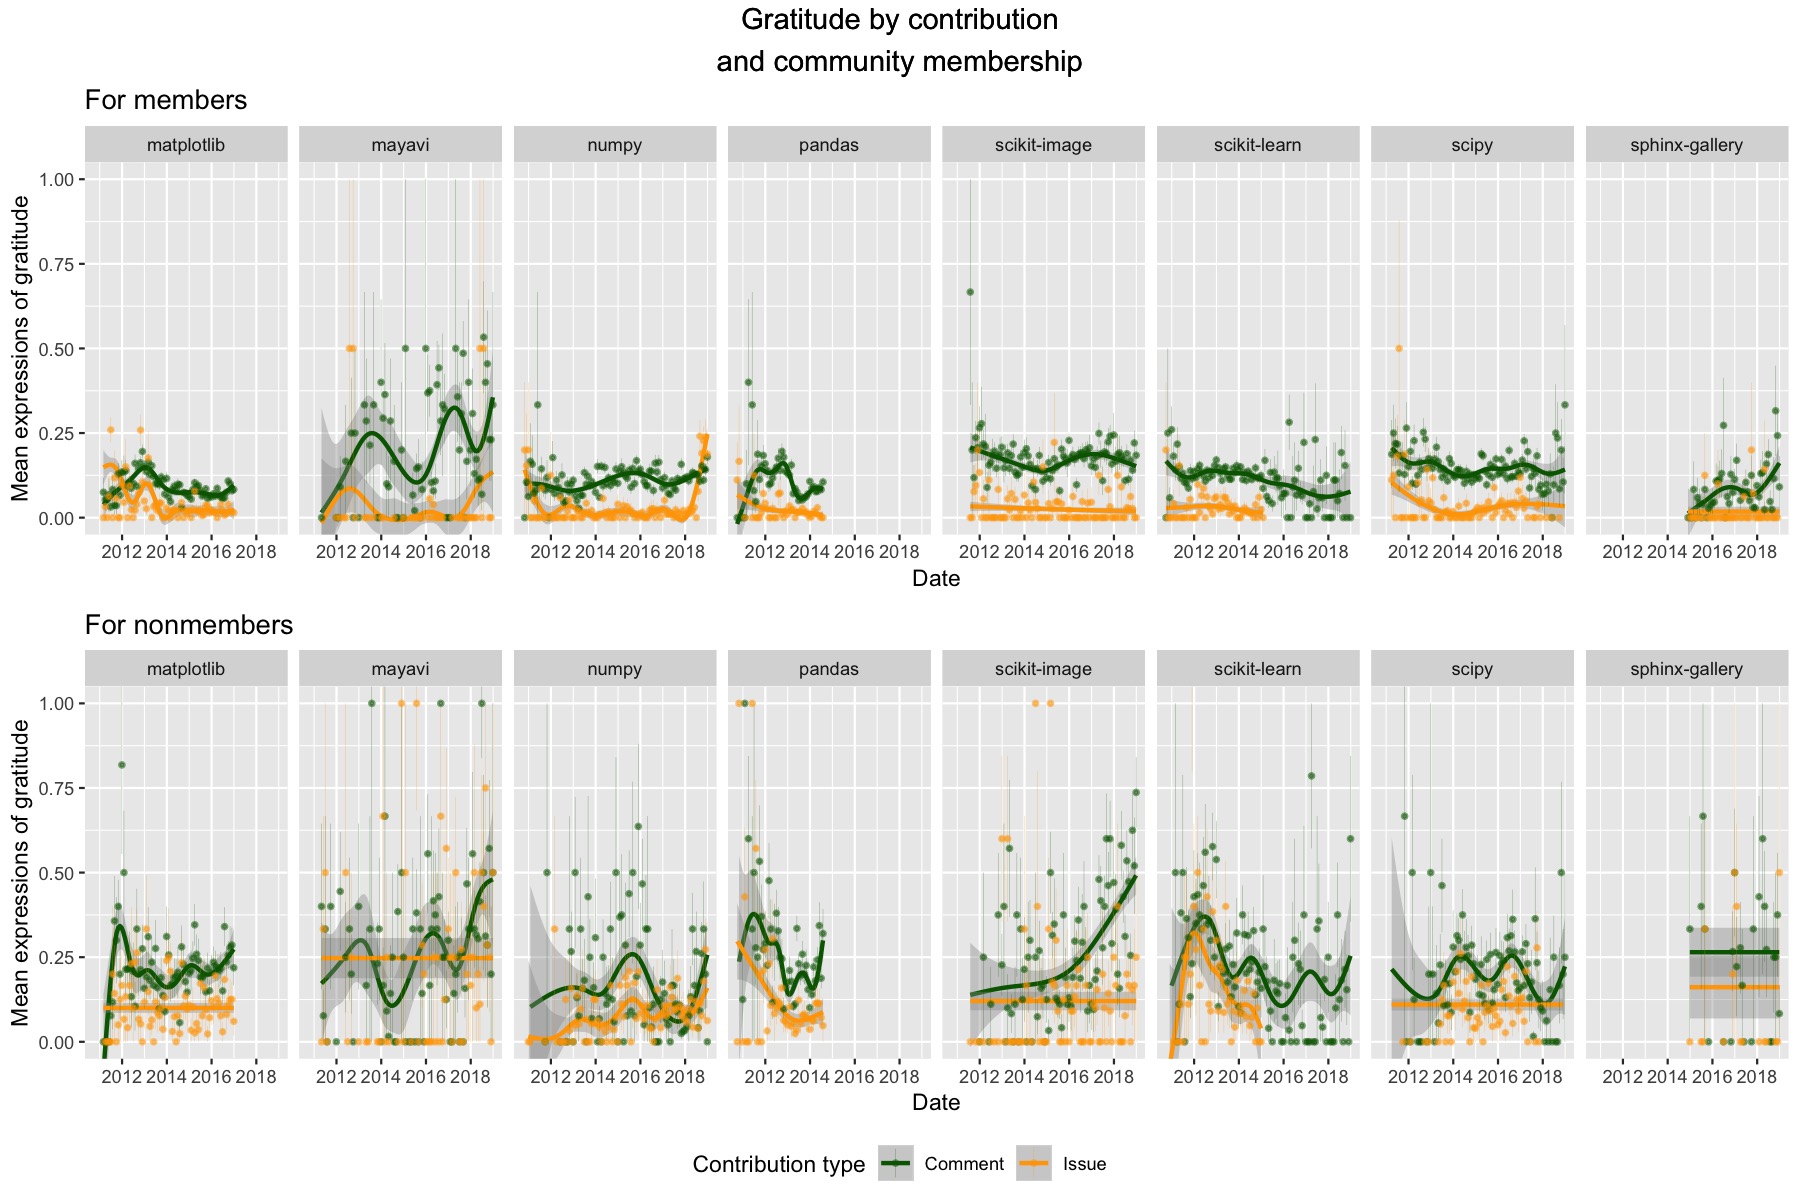 Gratitude by contribution
and community membership
For members
matplotlib mayavi numpy pandas scikit-image scikit-learn scipy sphinx-gallery
Mean expressions of gratitude
1.00
0.75
0.50
0.25
0.00
2012 2014 2016 2018 2012 2014 2016 2018 2012 2014 2016 2018 2012 2014 2016 2018 2012 2014 2016 2018 2012 2014 2016 2018 2012 2014 2016 2018 2012 2014 2016 2018
Date
For nonmembers
matplotlib mayavi numpy pandas scikit-image scikit-learn scipy sphinx-gallery
Mean expressions of gratitude
1.00
0.75
0.50
0.25
0.00
2012 2014 2016 2018 2012 2014 2016 2018 2012 2014 2016 2018 2012 2014 2016 2018 2012 2014 2016 2018 2012 2014 2016 2018 2012 2014 2016 2018 2012 2014 2016 2018
Date
Contribution type Comment Issue